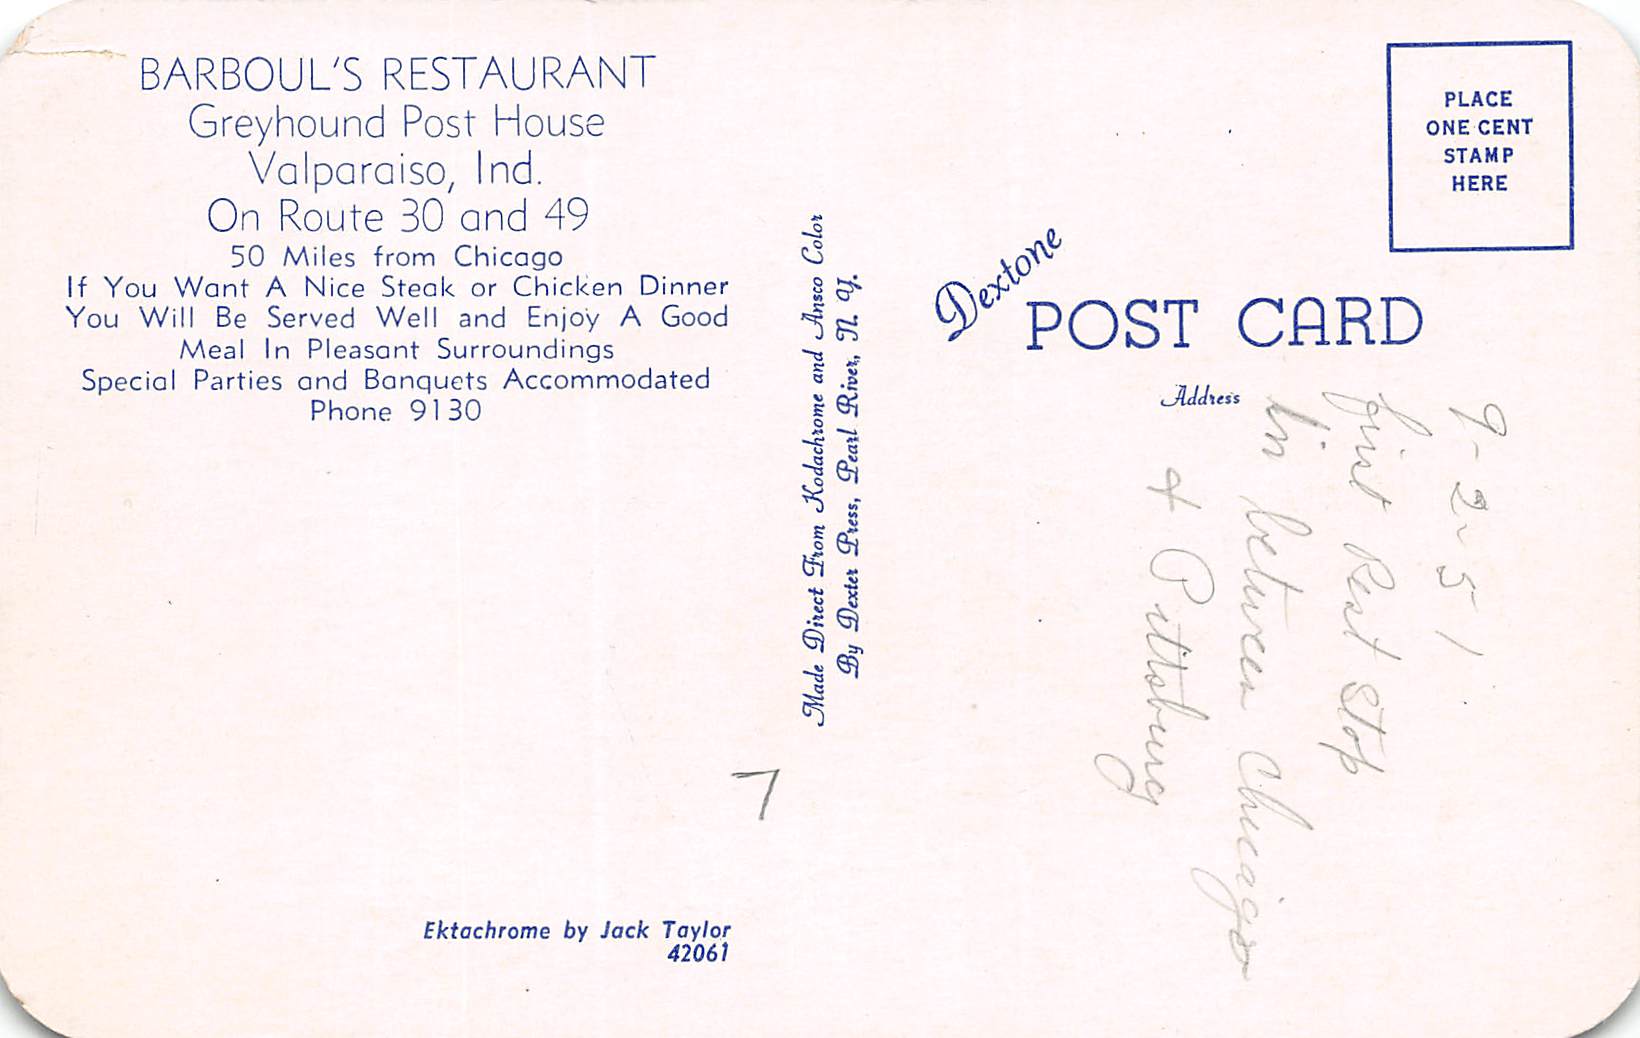 BARBOUL'S RESTAURANT
Greyhound Post House
Valparaiso, Ind.
On Route 30 and 49
50 Miles from Chicago
If You Want A Nice Steak or Chicken Dinner
You Will Be Served Well and Enjoy A Good
Meal In Pleasant Surroundings
Special Parties and Banquets Accommodated
Phone 9130
Ektachrome by Jack Taylor
42061
7
Made Direct From Kodachrome and Ansco Color
By Dexter Press, Pearl River, N. Y.
Dextone
POST CARD
Address
PLACE
ONE CENT
STAMP
HERE
9-2-51
first Rest Stop
in between Chicago
& Pittsburg